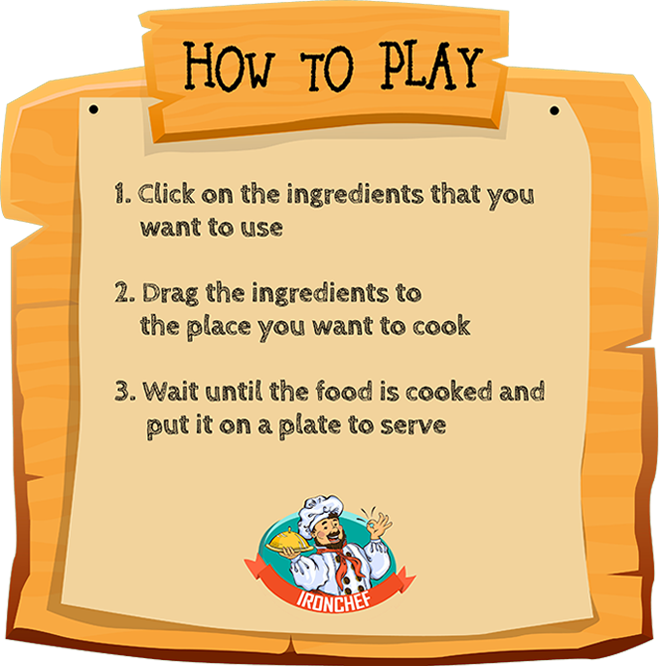 HOW TO PLAY
1. Click on the ingredients that you
want to use
2. Drag the ingredients to
the place you want to cook
3. Wait until the food is cooked and
put it on a plate to serve
IRONCHEF